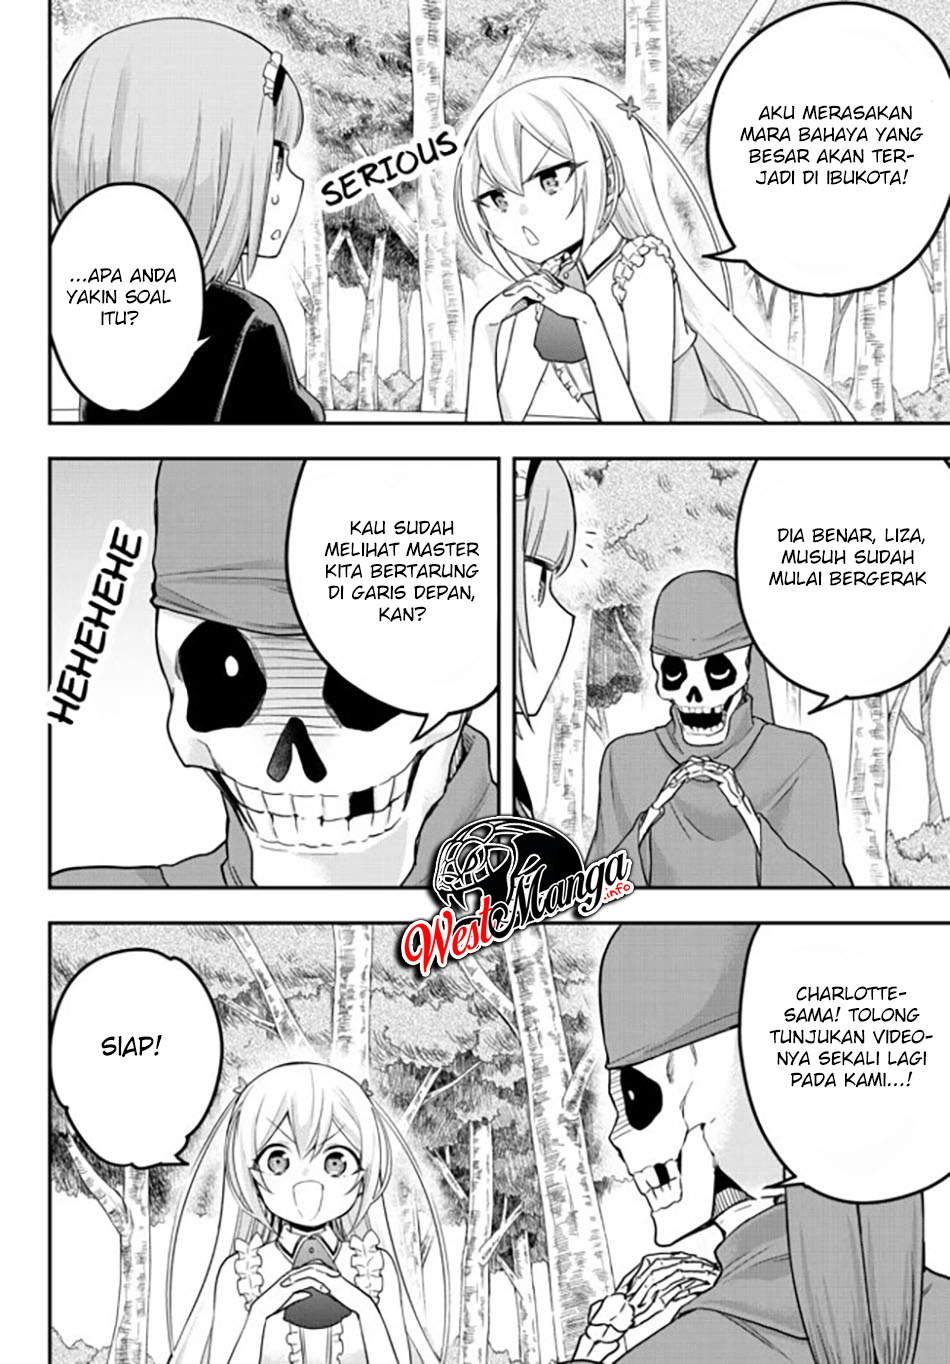 AKU MERASAKAN
MARA BAHAYA YANG
BESAR AKAN TER-
JADI DI IBUKOTA!
SERIOUS
...APA ANDA
YAKIN SOAL
ITU?
DIA BENAR, LIZA,
MUSUH SUDAH
MULAI BERGERAK
KAU SUDAH
MELIHAT MASTER
KITA BERTARUNG
DI GARIS DEPAN,
KAN?
HEHEHEHE
WestManga
.info
CHARLOTTE-
SAMA! TOLONG
TUNJUKAN VIDEO-
NYA SEKALI LAGI
PADA KAMI...!
SIAP!